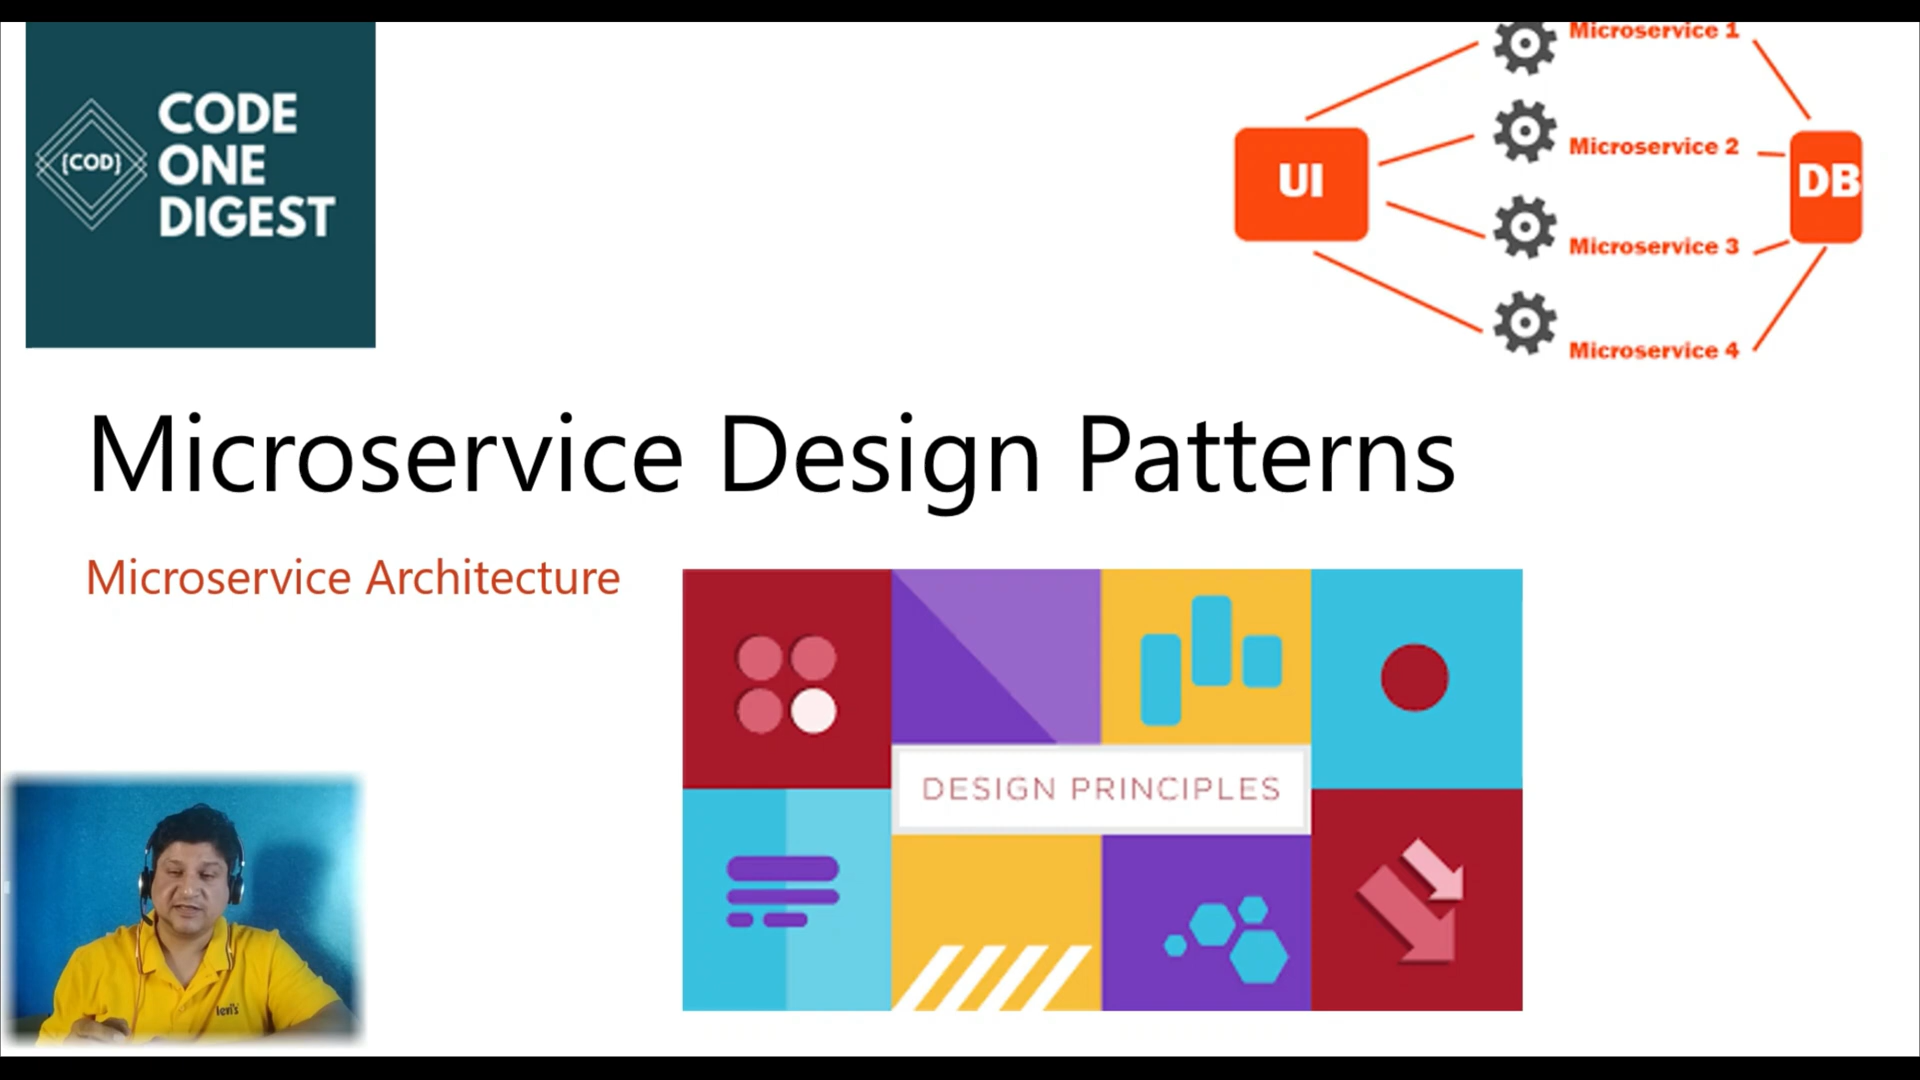 CODE
ONE
DIGEST
{COD}
Microservice 1
Microservice 2
UI
DB
Microservice 3
Microservice 4
Microservice Design Patterns
Microservice Architecture
DESIGN PRINCIPLES
levi's